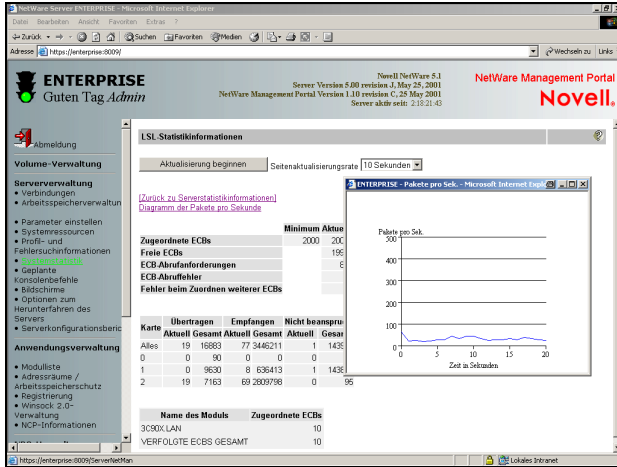 NetWare Server ENTERPRISE - Microsoft Internet Explorer
Datei Bearbeiten Ansicht Favoriten Extras ?
Zurück Suchen Favoriten Medien
Adresse https://enterprise:8009/ Wechseln zu Links
ENTERPRISE
Guten Tag Admin
Novell NetWare 5.1
Server Version 5.00 revision J, May 25, 2001
NetWare Management Portal Version 1.10 revision C, 25 May 2001
Server aktiv seit: 2:18:21:43
NetWare Management Portal
Novell.
Abmeldung
Volume-Verwaltung
Serververwaltung
• Verbindungen
• Arbeitsspeicherverwaltun
• Parameter einstellen
• Systemressourcen
• Profil- und
Fehlersuchinformationen
• Geplante
Konsolenbefehle
• Bildschirme
• Optionen zum
Herunterfahren des
Servers
• Serverkonfigurationsberic
Anwendungsverwaltung
• Modulliste
• Adressräume /
Arbeitsspeicherschutz
• Registrierung
• Winsock 2.0-
Verwaltung
• NCP-Informationen
LSL-Statistikinformationen
Aktualisierung beginnen Seitenaktualisierungsrate 10 Sekunden
[Zurück zu Serverstatistikinformationen]
Diagramm der Pakete pro Sekunde
Minimum Aktue
Zugeordnete ECBs 2000 200
Freie ECBs 199
ECB-Abrufanforderungen 8
ECB-Abruffehler
Fehler beim Zuordnen weiterer ECBs
Karte Übertragen Empfangen Nicht beanspru
Aktuell Gesamt Aktuell Gesamt Aktuell Gesar
Alles 19 16883 77 3446211 1 1439
0 0 90 0 0 0
1 0 9630 8 636413 1 1438
2 19 7163 69 2809798 0 95
Name des Moduls Zugeordnete ECBs
3C90X.LAN 10
VERFOLGTE ECBS GESAMT 10
ENTERPRISE - Pakete pro Sek. - Microsoft Internet Explo
Pakete pro Sek.
500
400
300
200
100
0
0 5 10 15 20
Zeit in Sekunden
https://enterprise:8009/ServerNetMan
Lokales Intranet